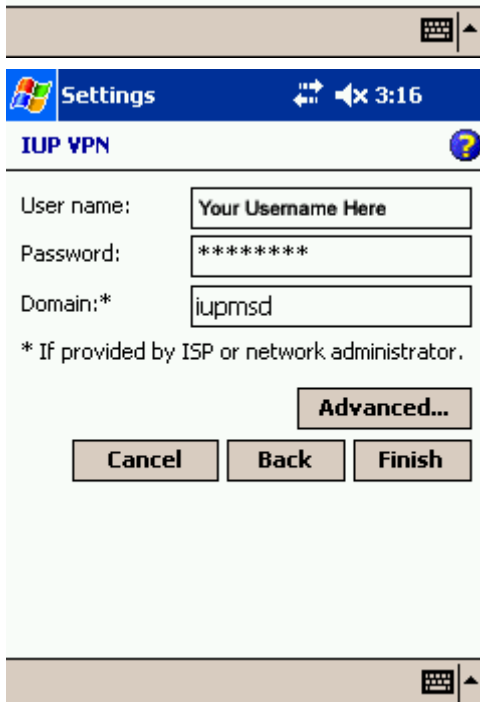 Settings 3:16
IUP VPN
User name: Your Username Here
Password: ********
Domain:* iupmsd
* If provided by ISP or network administrator.
Advanced...
Cancel Back Finish